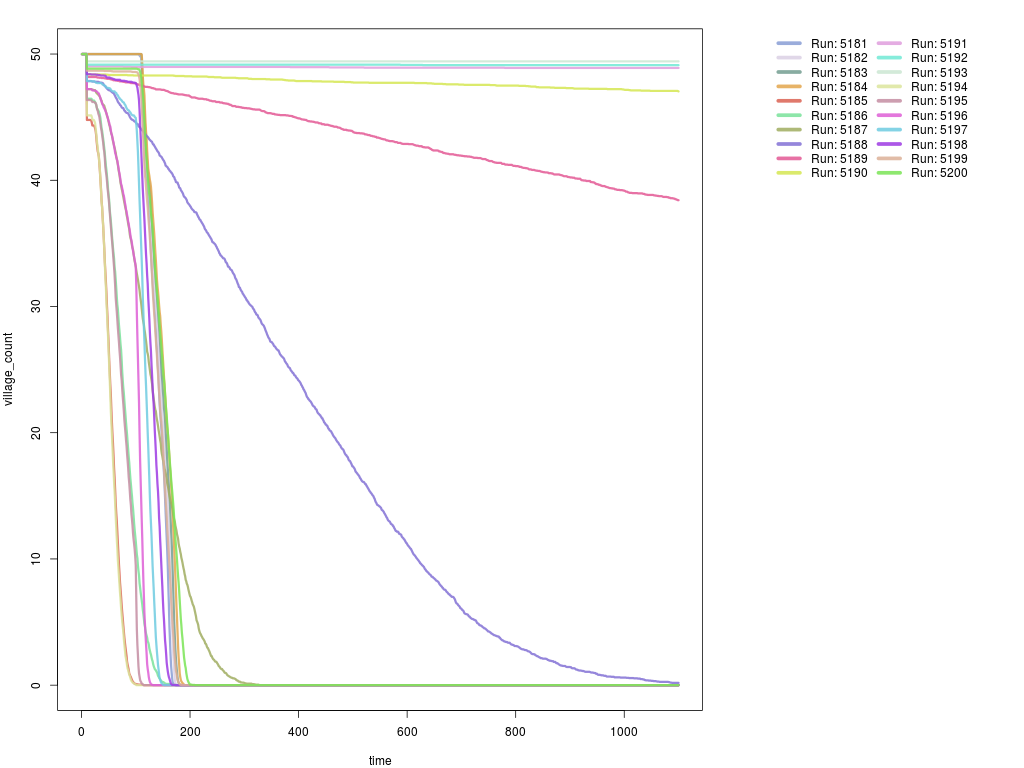 50
40
30
20
10
0
village_count
0 200 400 600 800 1000
time
Run: 5181 Run: 5191
Run: 5182 Run: 5192
Run: 5183 Run: 5193
Run: 5184 Run: 5194
Run: 5185 Run: 5195
Run: 5186 Run: 5196
Run: 5187 Run: 5197
Run: 5188 Run: 5198
Run: 5189 Run: 5199
Run: 5190 Run: 5200